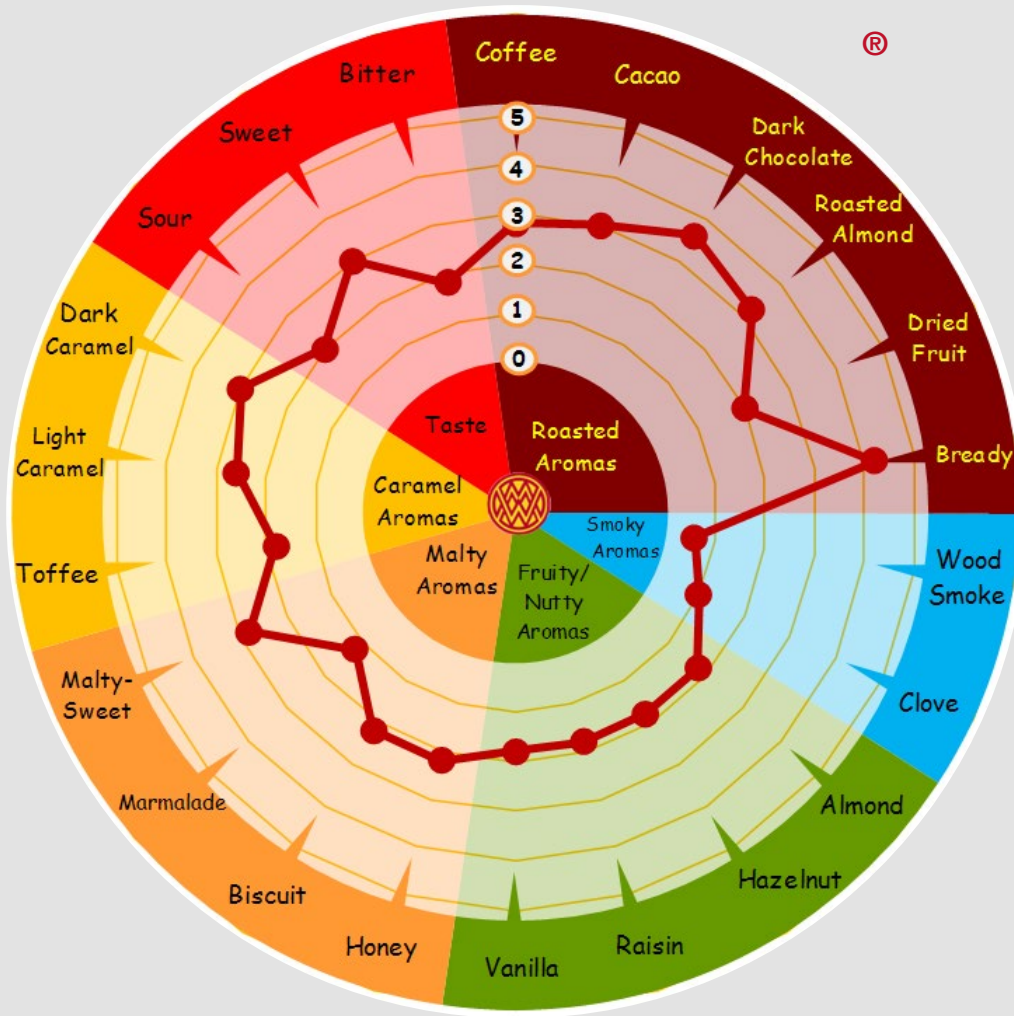 ®
Coffee
Cacao
Dark
Chocolate
Roasted
Almond
Dried
Fruit
Bready
Wood
Smoke
Clove
Almond
Hazelnut
Raisin
Vanilla
Honey
Biscuit
Marmalade
Malty-
Sweet
Toffee
Light
Caramel
Dark
Caramel
Sour
Sweet
Bitter
5
4
3
2
1
0
Taste
Roasted
Aromas
Caramel
Aromas
Smoky
Aromas
Malty
Aromas
Fruity/
Nutty
Aromas